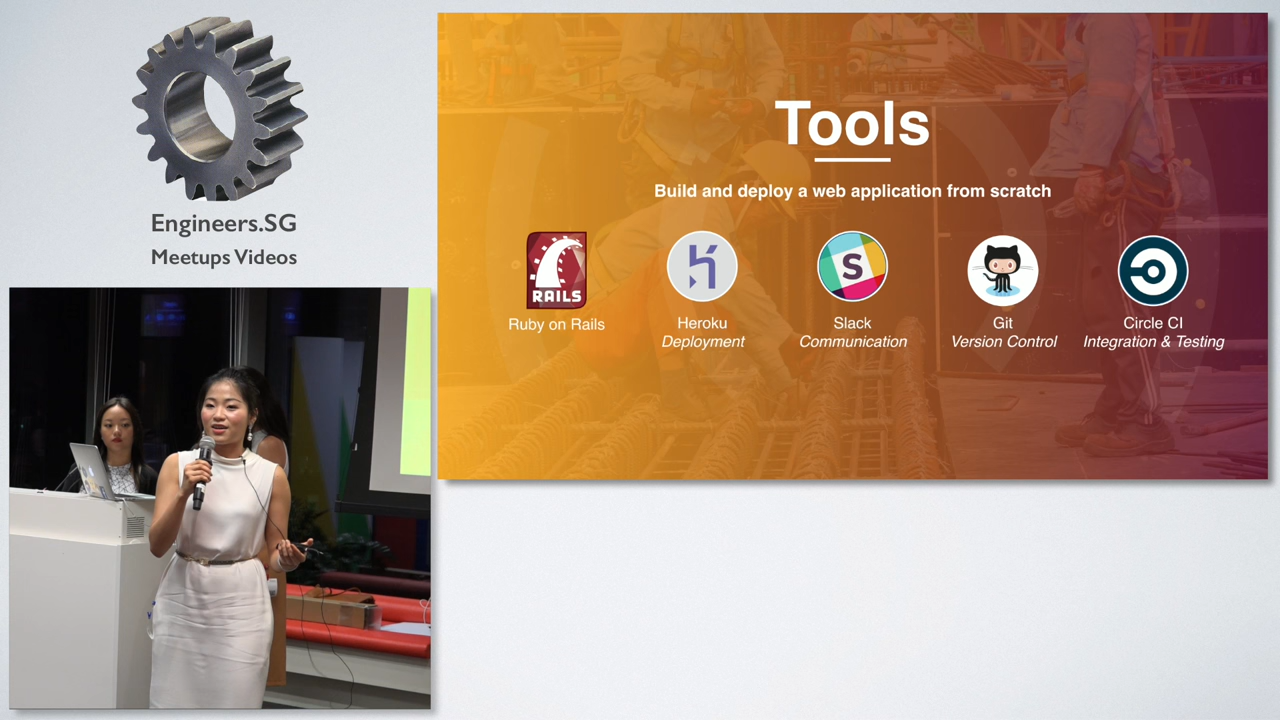 Engineers.SG
Meetups Videos
Tools
Build and deploy a web application from scratch
RAILS
S
Ruby on Rails
Heroku
Deployment
Slack
Communication
Git
Version Control
Circle CI
Integration & Testing